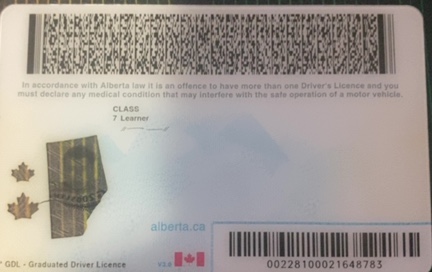 In accordance with Alberta law it is an offence to have more than one Driver's Licence and you
must declare any medical condition that may interfere with the safe operation of a motor vehicle.
CLASS
7 Learner
alberta.ca
* GDL - Graduated Driver Licence
00228100021648783